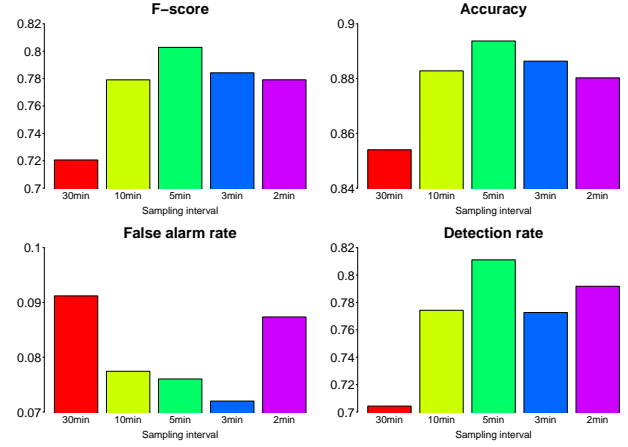 F−score
0.82
0.8
0.78
0.76
0.74
0.72
0.7
30min 10min 5min 3min 2min
Sampling interval
Accuracy
0.9
0.88
0.86
0.84
30min 10min 5min 3min 2min
Sampling interval
False alarm rate
0.1
0.09
0.08
0.07
30min 10min 5min 3min 2min
Sampling interval
Detection rate
0.82
0.8
0.78
0.76
0.74
0.72
0.7
30min 10min 5min 3min 2min
Sampling interval